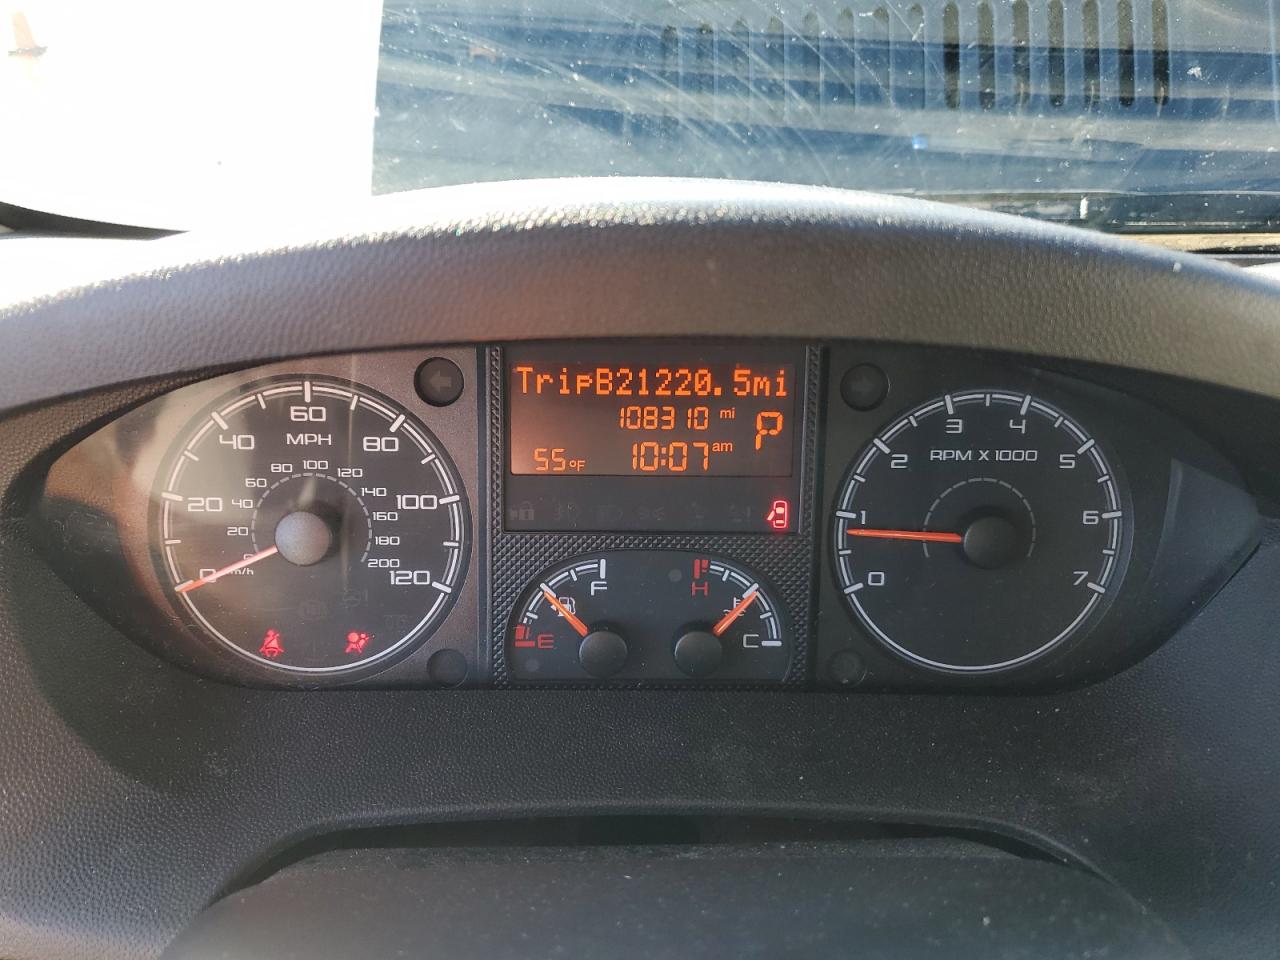 TripB21220.5mi
108310 mi
P
55°F 10:07am
0 20 40 60 80 100 120
MPH
0 20 40 60 80 100 120 140 160 180 200
km/h
E F
H C
0 1 2 3 4 5 6 7
RPM X 1000